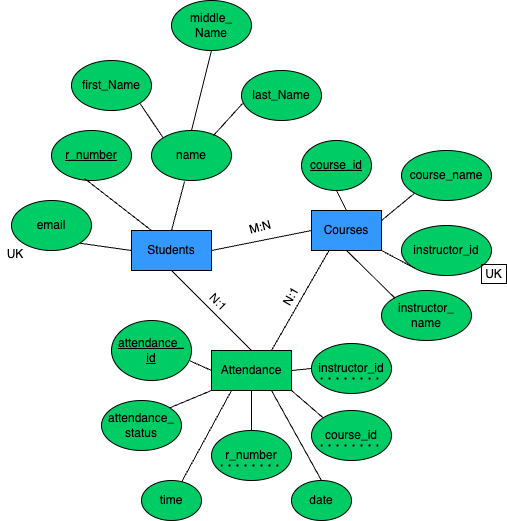 middle_
Name
first_Name
last_Name
r_number
name
course_id
course_name
email
UK
Students
M:N
Courses
instructor_id
UK
N:1
N:1
instructor_
name
attendance_
id
Attendance
instructor_id
attendance_
status
r_number
course_id
time
date